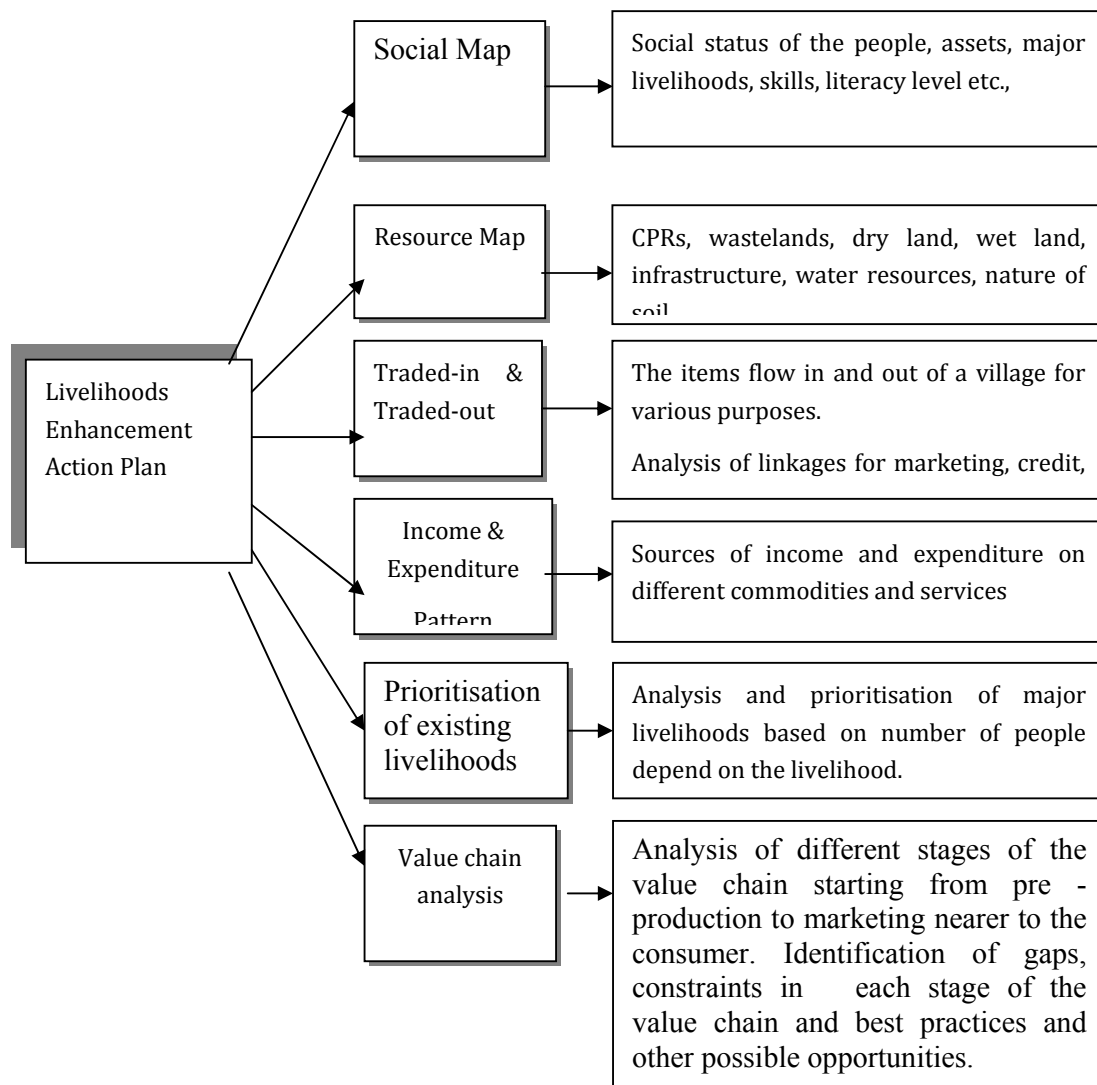 Social Map
Social status of the people, assets, major
livelihoods, skills, literacy level etc.,
Resource Map
CPRs, wastelands, dry land, wet land,
infrastructure, water resources, nature of
soil
Livelihoods
Enhancement
Action Plan
Traded-in &
Traded-out
The items flow in and out of a village for
various purposes.
Analysis of linkages for marketing, credit,
Income &
Expenditure
Pattern
Sources of income and expenditure on
different commodities and services
Prioritisation
of existing
livelihoods
Analysis and prioritisation of major
livelihoods based on number of people
depend on the livelihood.
Value chain
analysis
Analysis of different stages of the
value chain starting from pre -
production to marketing nearer to the
consumer. Identification of gaps,
constraints in each stage of the
value chain and best practices and
other possible opportunities.